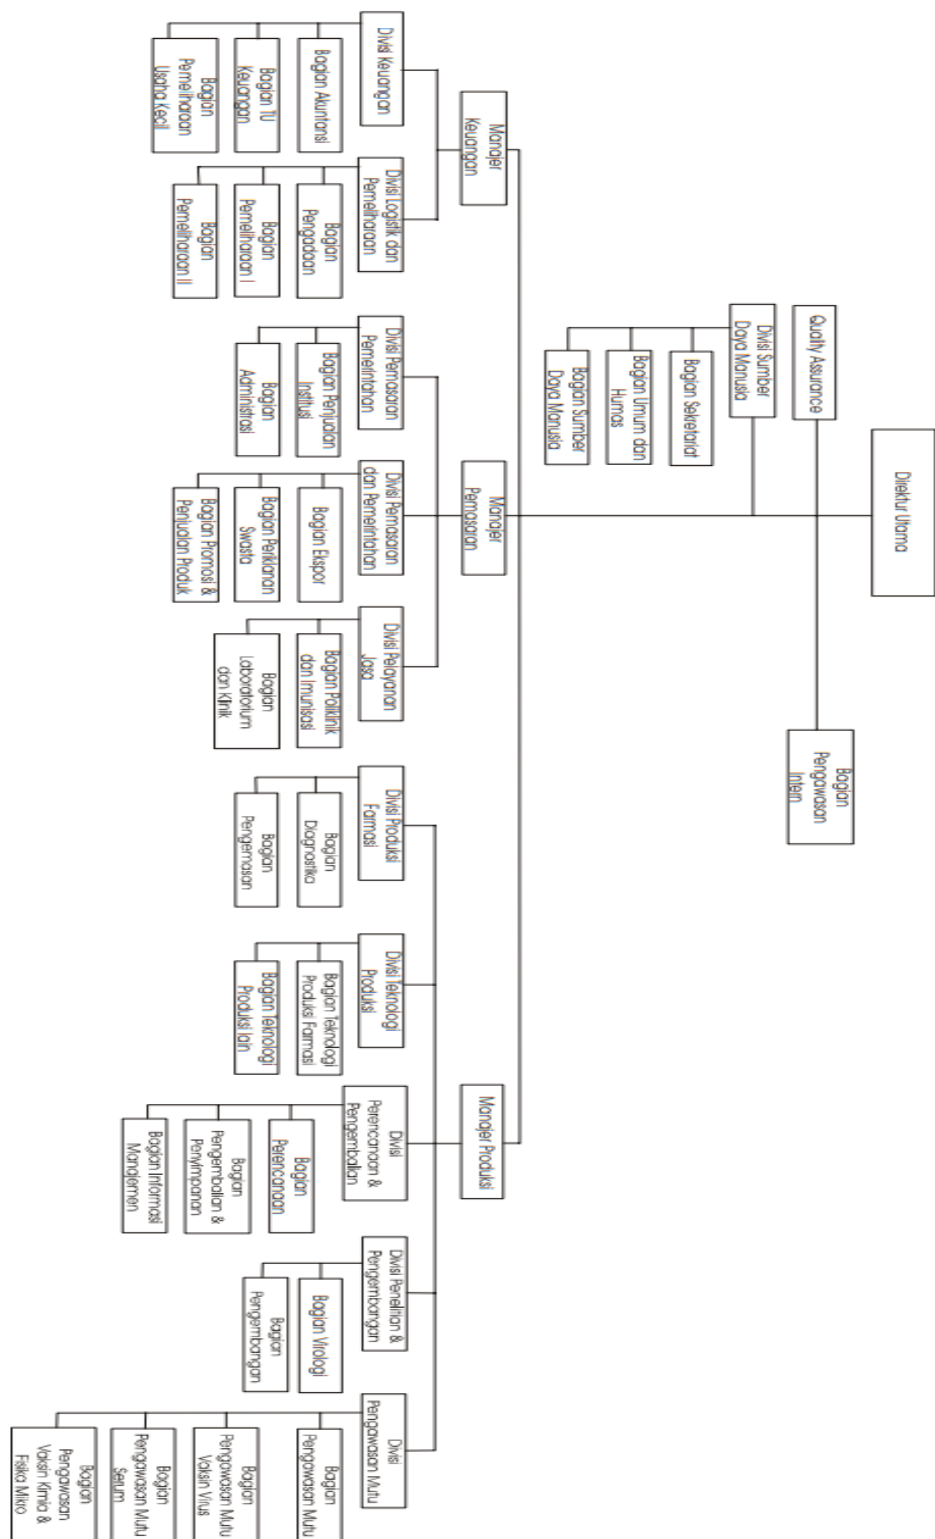 Direktur Utama
Quality Assurance
Bagian
Pengawasan
Intern
Divisi Sumber
Daya Manusia
Bagian Sekretariat
Bagian Umum dan
Humas
Bagian Sumber
Daya Manusia
Manajer
Keuangan
Manajer
Pemasaran
Manajer Produksi
Divisi Keuangan
Bagian Akuntansi
Bagian TU
Keuangan
Bagian
Pemeliharaan
Usaha Kecil
Divisi Logistik dan
Pemeliharaan
Bagian
Pengadaan
Bagian
Pemeliharaan I
Bagian
Pemeliharaan II
Divisi Pemasaran
Pemerintahan
Bagian Penjualan
Institusi
Bagian
Administrasi
Divisi Pemasaran
dan Pemerintahan
Bagian Ekspor
Bagian Periklanan
Swasta
Bagian Promosi &
Penjualan Produk
Divisi Pelayanan
Jasa
Bagian Poliklinik
dan Imunisasi
Bagian
Laboratorium
dan Klinik
Divisi Produksi
Farmasi
Bagian
Diagnostika
Bagian
Pengemasan
Divisi Teknologi
Produksi
Bagian Teknologi
Produksi Farmasi
Bagian Teknologi
Produksi lain
Divisi
Perencanaan &
Pengembalian
Bagian
Perencanaan
Bagian
Pengembalian &
Penyimpanan
Bagian Informasi
Manajemen
Divisi Penelitian &
Pengembangan
Bagian Virologi
Bagian
Pengembangan
Divisi
Pengawasan Mutu
Bagian
Pengawasan Mutu
Bagian
Pengawasan Mutu
Vaksin Virus
Bagian
Pengawasan Mutu
Serum
Bagian
Pengawasan
Vaksin Kimia &
Fisika Mikro